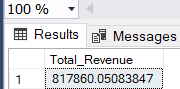 100 %
Results Messages
Total_Revenue
1 817860.05083847